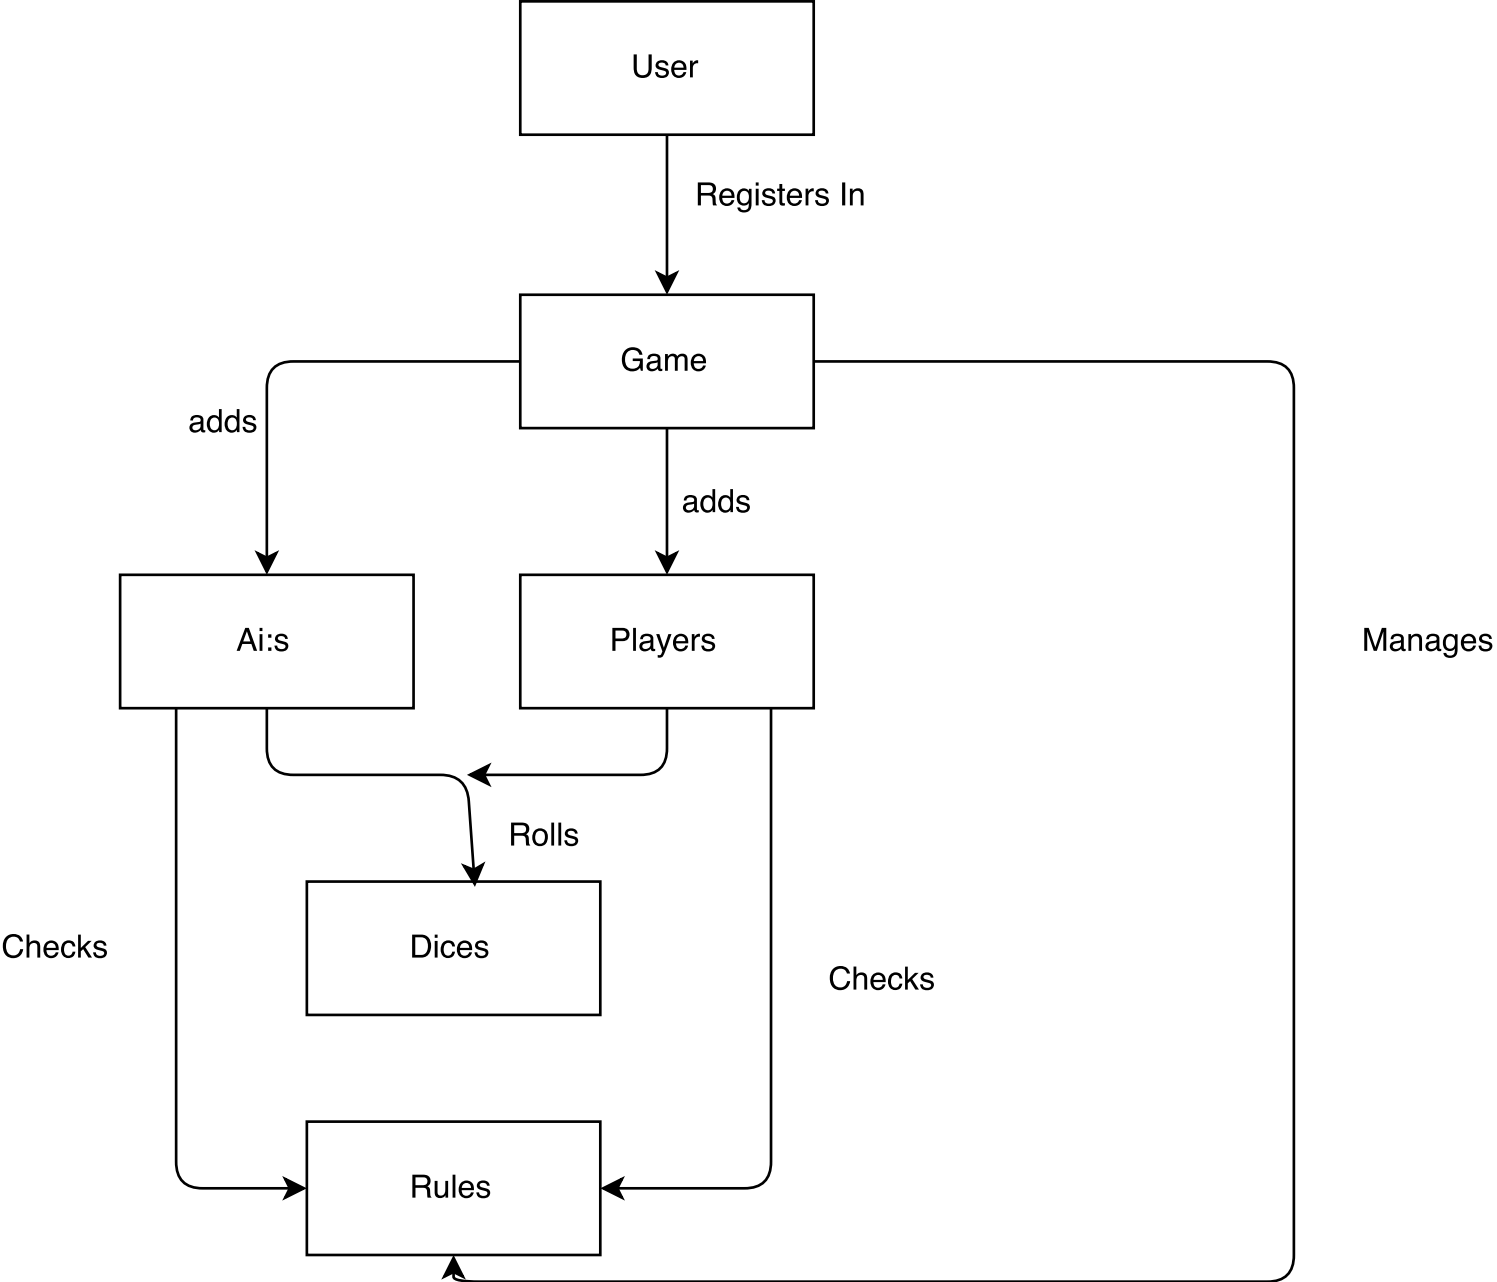 User
Registers In
Game
adds
adds
Ai:s
Players
Manages
Rolls
Dices
Checks
Checks
Rules